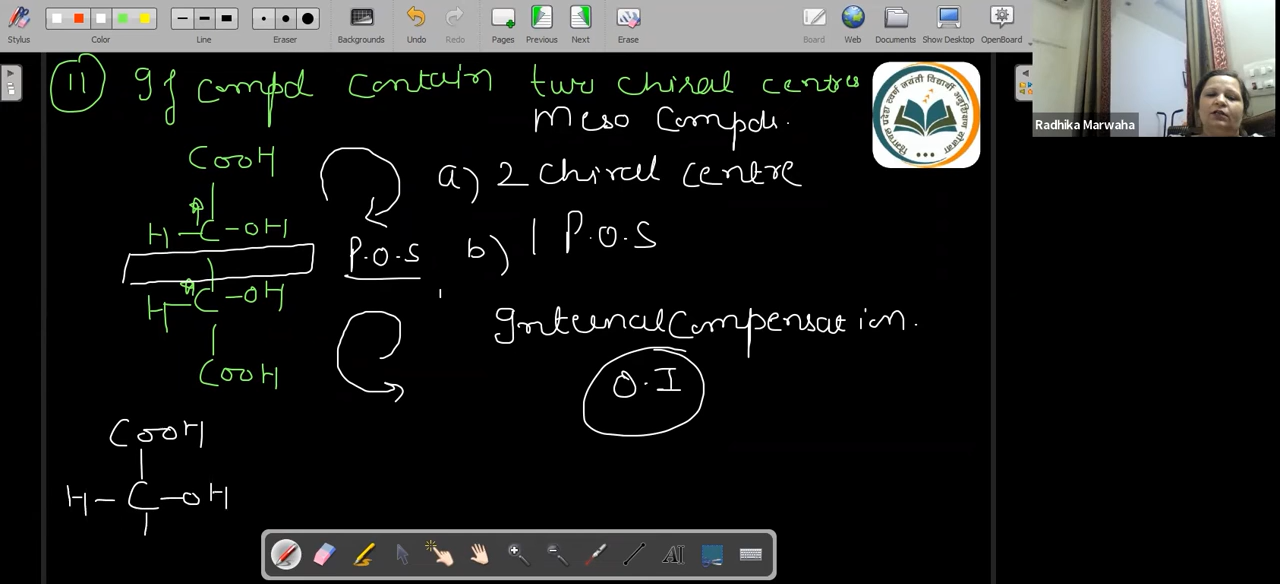 Stylus
Color
Line
Eraser
Backgrounds
Undo
Redo
Pages
Previous
Next
Erase
Board
Web
Documents
Show Desktop
OpenBoard
Radhika Marwaha
11 If compd contain two chiral centre
Meso Compds.
COOH
H-C-OH
H-C-OH
COOH
P.O.S
a) 2 chiral centre
b) 1 P.O.S
Internal Compensation.
O.I
COOH
H-C-OH
AI